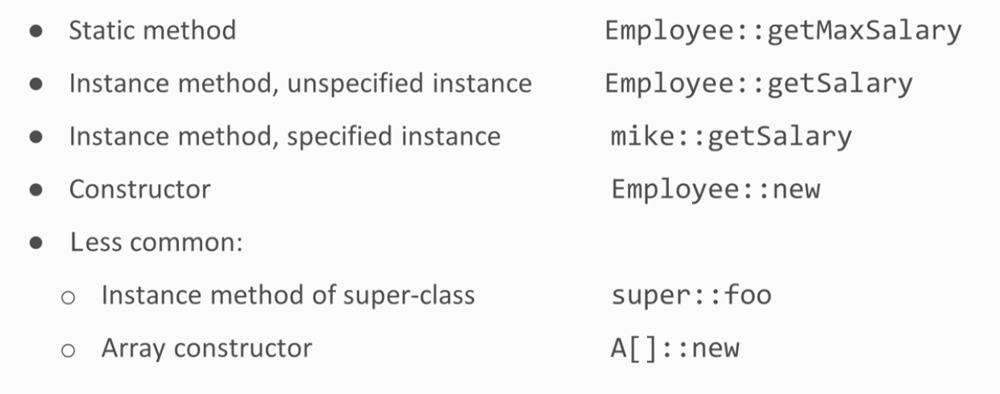 ● Static method Employee::getMaxSalary
● Instance method, unspecified instance Employee::getSalary
● Instance method, specified instance mike::getSalary
● Constructor Employee::new
● Less common:
○ Instance method of super-class super::foo
○ Array constructor A[]::new